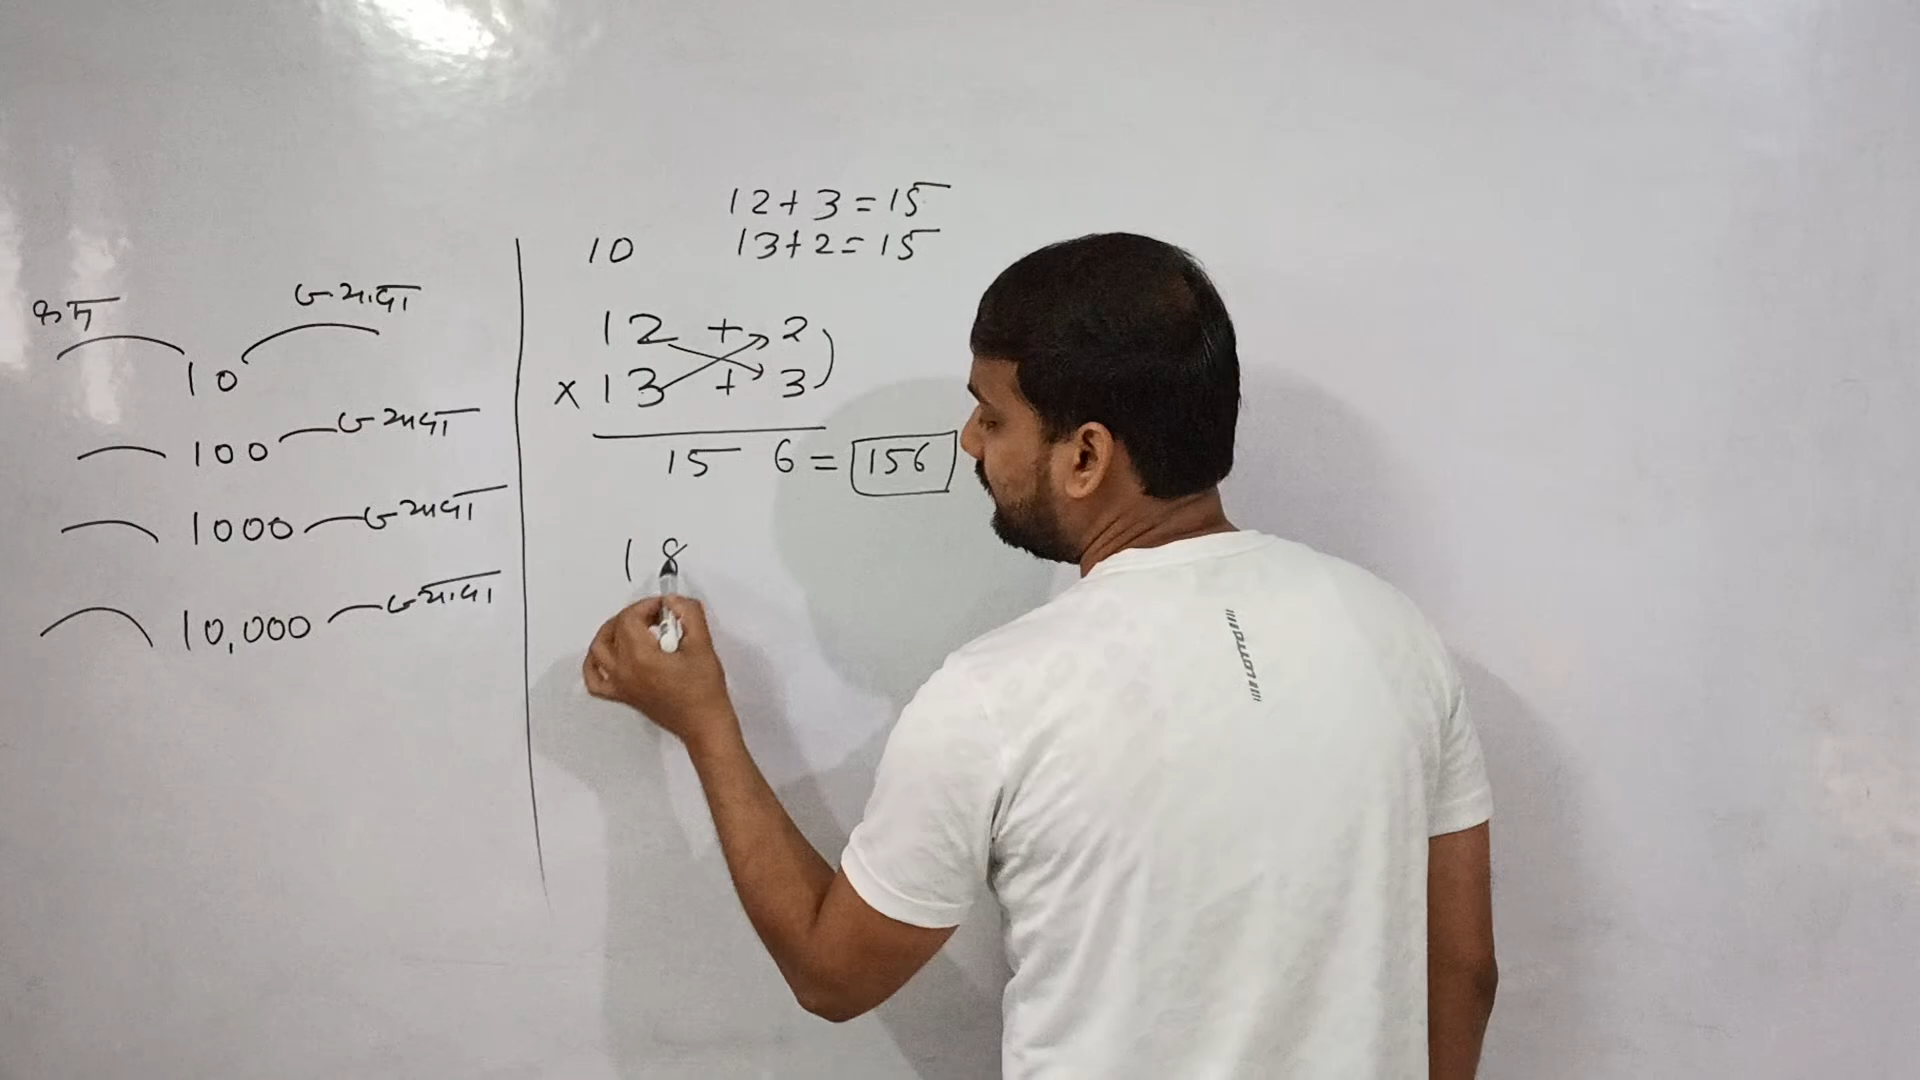 कम ज्यादा
10
100 ज्यादा
1000 ज्यादा
10,000 ज्यादा
12+3=15
10 13+2=15
12 + 2
×13 + 3
15 6 = 156
18